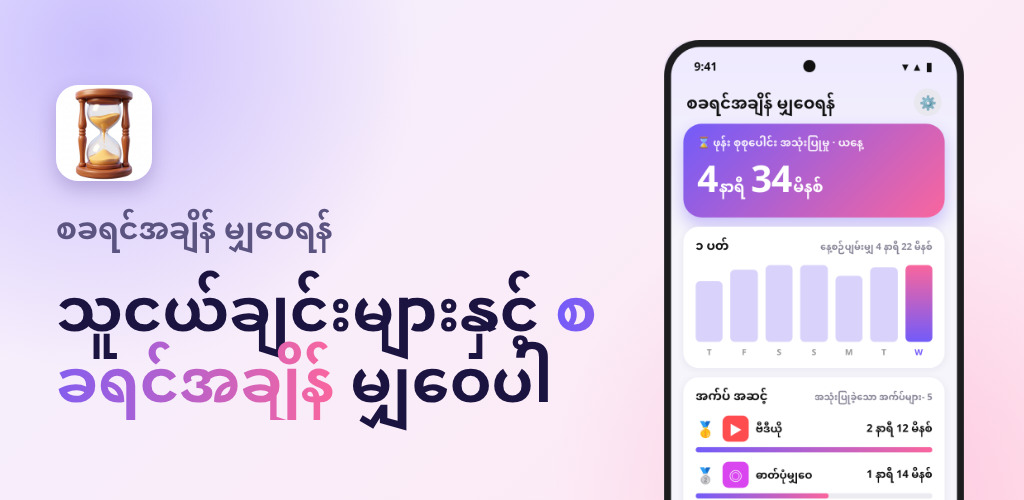 စခရင်အချိန် မျှဝေရန်
သူငယ်ချင်းများနှင့် စ
ခရင်အချိန် မျှဝေပါ
9:41
စခရင်အချိန် မျှဝေရန်
⌛ ဖုန်း စုစုပေါင်း အသုံးပြုမှု · ယနေ့
4နာရီ 34မိနစ်
၁ ပတ်
နေ့စဉ်ပျမ်းမျှ 4 နာရီ 22 မိနစ်
T F S S M T W
အက်ပ် အဆင့်
အသုံးပြုခဲ့သော အက်ပ်များ- 5
ဗီဒီယို
2 နာရီ 12 မိနစ်
ဓာတ်ပုံမျှဝေ
1 နာရီ 14 မိနစ်